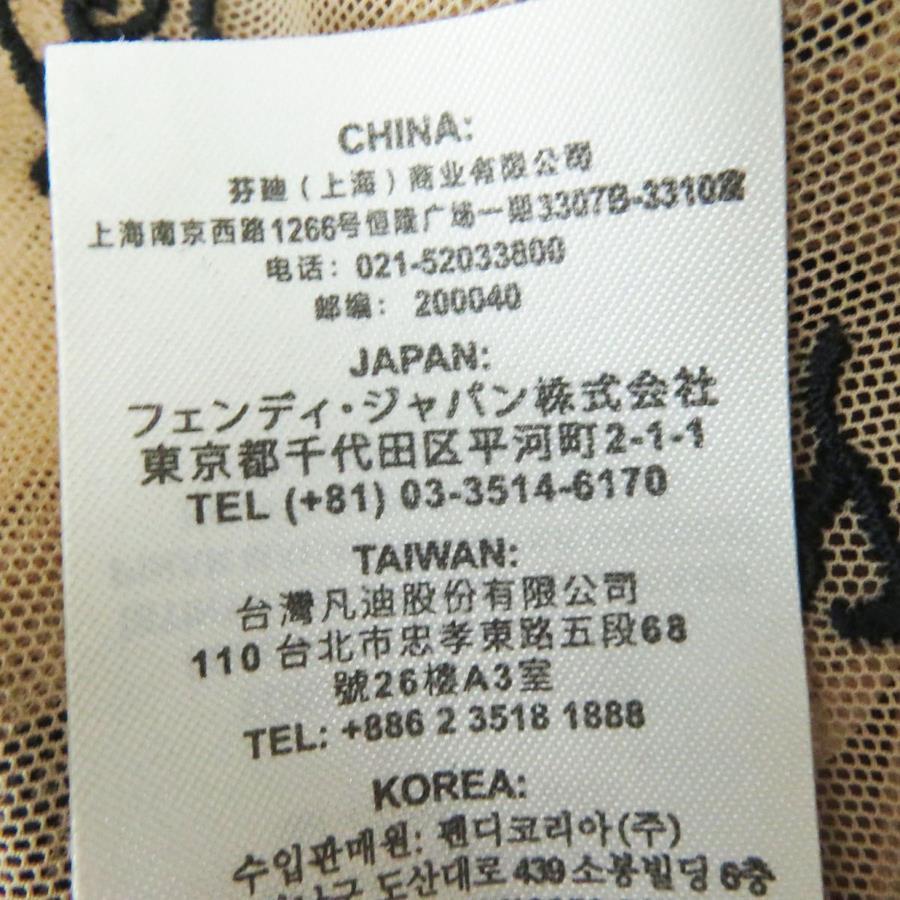 CHINA:
芬迪（上海）商业有限公司
上海南京西路1266号恒隆广场一期3307B-3310室
电话：021-52033800
邮编：200040
JAPAN:
フェンディ・ジャパン株式会社
東京都千代田区平河町2-1-1
TEL (+81) 03-3514-6170
TAIWAN:
台灣凡迪股份有限公司
110 台北市忠孝東路五段68
號26樓A3室
TEL: +886 2 3518 1888
KOREA:
수입판매원: 펜디코리아(주)
도산대로 439 소봉빌딩 6층